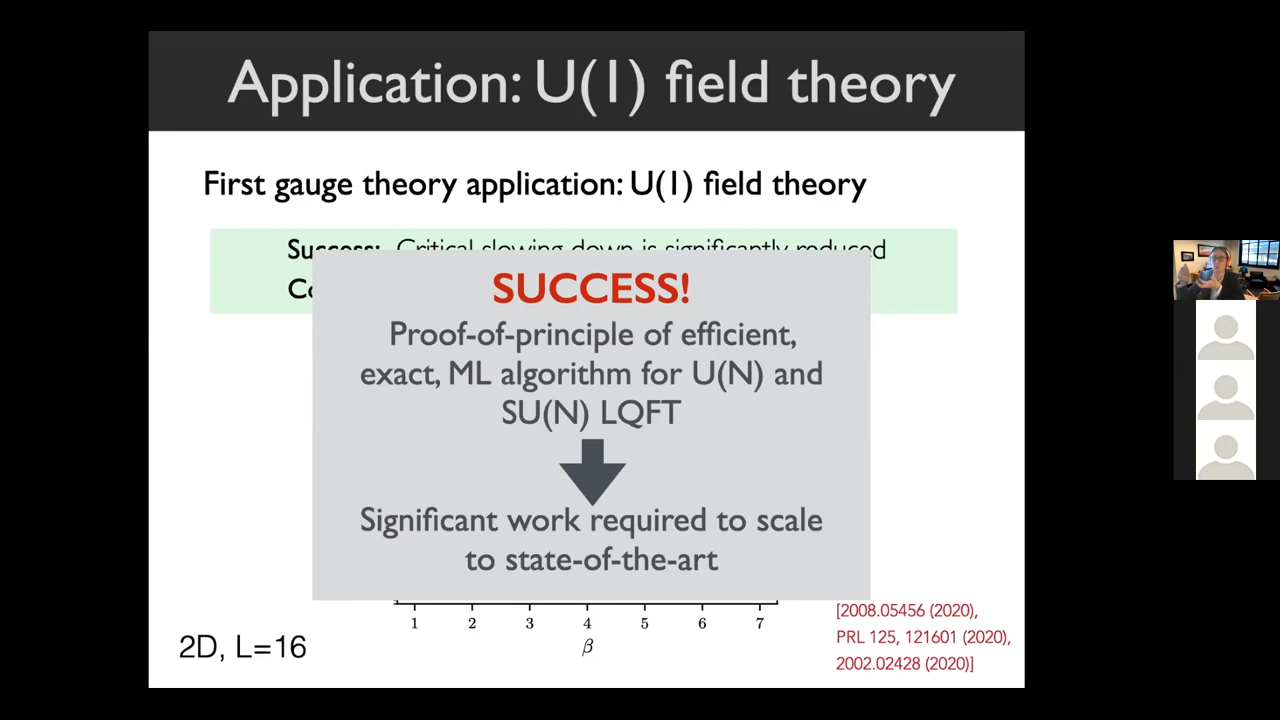 Application: U(1) field theory
First gauge theory application: U(1) field theory
Success: Critical slowing down is significantly reduced
Co
SUCCESS!
Proof-of-principle of efficient,
exact, ML algorithm for U(N) and
SU(N) LQFT
Significant work required to scale
to state-of-the-art
1 2 3 4 5 6 7
β
2D, L=16
[2008.05456 (2020),
PRL 125, 121601 (2020),
2002.02428 (2020)]